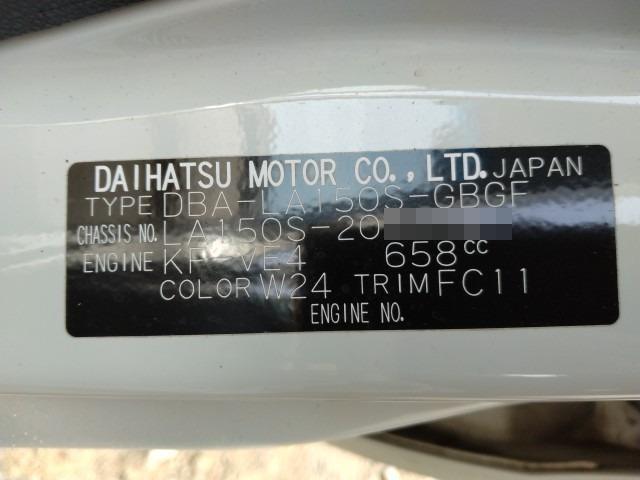 DAIHATSU MOTOR CO.,LTD. JAPAN
TYPE DBA-LA150S-GBGF
CHASSIS NO. LA150S-20
ENGINE KF-VE4 658cc
COLOR W24 TRIM FC11
ENGINE NO.